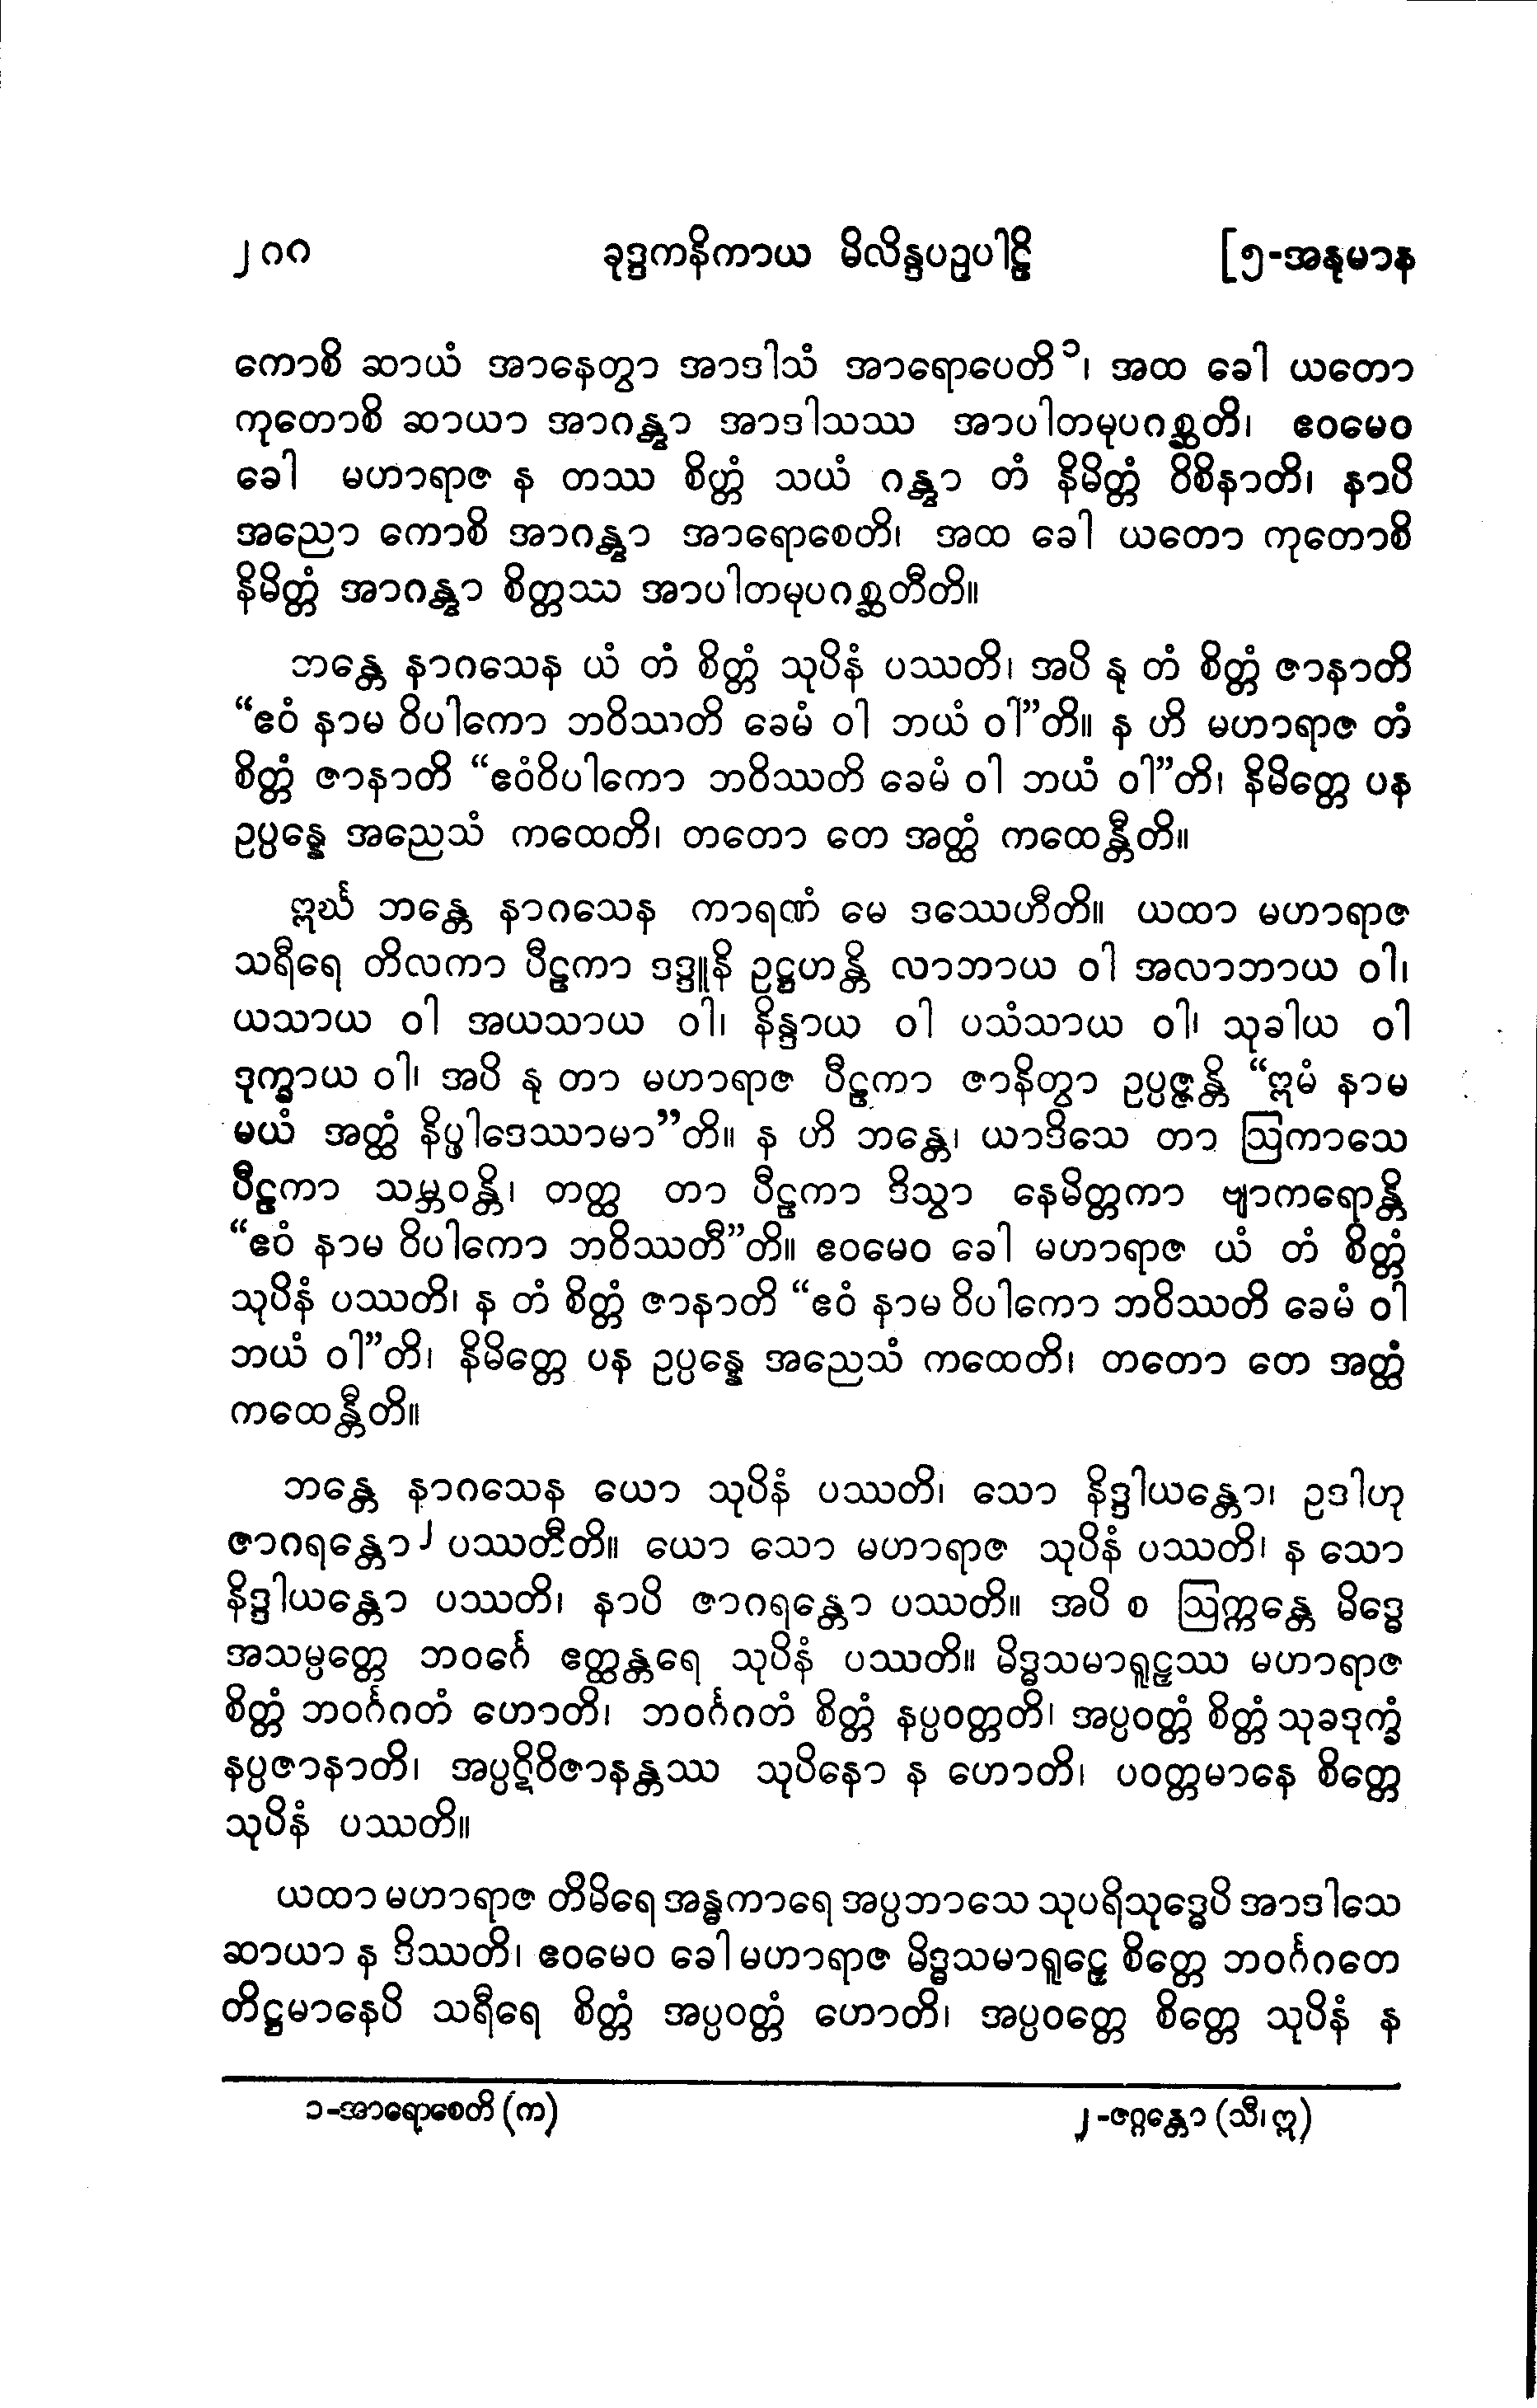 ၂၈၈ ခုဒ္ဒကနိကာယ မိလိန္ဒပဉှပါဠိ [၅-အနုမာန
ကောစိ ဆာယံ အာနေတွာ အာဒါသံ အာရောပေတိ၁၊ အထ ခေါ ယတော
ကုတောစိ ဆာယာ အာဂန္တွာ အာဒါသဿ အာပါတမုပဂစ္ဆတိ၊ ဧဝမေဝ
ခေါ မဟာရာဇ န တဿ စိတ္တံ သယံ ဂန္တွာ တံ နိမိတ္တံ ဝိစိနာတိ၊ နာပိ
အညော ကောစိ အာဂန္တွာ အာရောစေတိ၊ အထ ခေါ ယတော ကုတောစိ
နိမိတ္တံ အာဂန္တွာ စိတ္တဿ အာပါတမုပဂစ္ဆတီတိ။
ဘန္တေ နာဂသေန ယံ တံ စိတ္တံ သုပိနံ ပဿတိ၊ အပိ နု တံ စိတ္တံ ဇာနာတိ
“ဧဝံ နာမ ဝိပါကော ဘဝိဿတိ ခေမံ ဝါ ဘယံ ဝါ”တိ။ န ဟိ မဟာရာဇ တံ
စိတ္တံ ဇာနာတိ “ဧဝံဝိပါကော ဘဝိဿတိ ခေမံ ဝါ ဘယံ ဝါ”တိ၊ နိမိတ္တေ ပန
ဥပ္ပန္နေ အညေသံ ကထေတိ၊ တတော တေ အတ္ထံ ကထေန္တီတိ။
ဣင်္ဃ ဘန္တေ နာဂသေန ကာရဏံ မေ ဒဿေဟီတိ။ ယထာ မဟာရာဇ
သရီရေ တိလကာ ပီဠကာ ဒဒ္ဒူနိ ဥဋ္ဌဟန္တိ လာဘာယ ဝါ အလာဘာယ ဝါ၊
ယသာယ ဝါ အယသာယ ဝါ၊ နိန္ဒာယ ဝါ ပသံသာယ ဝါ၊ သုခါယ ဝါ
ဒုက္ခာယ ဝါ၊ အပိ နု တာ မဟာရာဇ ပီဠကာ ဇာနိတွာ ဥပ္ပဇ္ဇန္တိ “ဣမံ နာမ
မယံ အတ္ထံ နိပ္ဖါဒေဿာမာ”တိ။ န ဟိ ဘန္တေ၊ ယာဒိသေ တာ ဩကာသေ
ပီဠကာ သမ္ဘဝန္တိ၊ တတ္ထ တာ ပီဠကာ ဒိသွာ နေမိတ္တကာ ဗျာကရောန္တိ
“ဧဝံ နာမ ဝိပါကော ဘဝိဿတီ”တိ။ ဧဝမေဝ ခေါ မဟာရာဇ ယံ တံ စိတ္တံ
သုပိနံ ပဿတိ၊ န တံ စိတ္တံ ဇာနာတိ “ဧဝံ နာမ ဝိပါကော ဘဝိဿတိ ခေမံ ဝါ
ဘယံ ဝါ”တိ၊ နိမိတ္တေ ပန ဥပ္ပန္နေ အညေသံ ကထေတိ၊ တတော တေ အတ္ထံ
ကထေန္တီတိ။
ဘန္တေ နာဂသေန ယော သုပိနံ ပဿတိ၊ သော နိဒ္ဒါယန္တော၊ ဥဒါဟု
ဇာဂရန္တော၂ ပဿတီတိ။ ယော သော မဟာရာဇ သုပိနံ ပဿတိ၊ န သော
နိဒ္ဒါယန္တော ပဿတိ၊ နာပိ ဇာဂရန္တော ပဿတိ။ အပိ စ ဩက္ကန္တေ မိဒ္ဓေ
အသမ္ပတ္တေ ဘဝင်္ဂေ ဧတ္ထန္တရေ သုပိနံ ပဿတိ။ မိဒ္ဓသမာရူဠှဿ မဟာရာဇ
စိတ္တံ ဘဝင်္ဂဂတံ ဟောတိ၊ ဘဝင်္ဂဂတံ စိတ္တံ နပ္ပဝတ္တတိ၊ အပ္ပဝတ္တံ စိတ္တံ သုခဒုက္ခံ
နပ္ပဇာနာတိ၊ အပ္ပဋိဝိဇာနန္တဿ သုပိနော န ဟောတိ၊ ပဝတ္တမာနေ စိတ္တေ
သုပိနံ ပဿတိ။
ယထာ မဟာရာဇ တိမိရေ အန္ဓကာရေ အပ္ပဘာသေ သုပရိသုဒ္ဓေပိ အာဒါသေ
ဆာယာ န ဒိဿတိ၊ ဧဝမေဝ ခေါ မဟာရာဇ မိဒ္ဓသမာရူဠှေ စိတ္တေ ဘဝင်္ဂဂတေ
တိဋ္ဌမာနေပိ သရီရေ စိတ္တံ အပ္ပဝတ္တံ ဟောတိ၊ အပ္ပဝတ္တေ စိတ္တေ သုပိနံ န
၁-အာရောစေတိ (က) ၂-ဇဂ္ဂန္တော (သီ၊ ဣ)